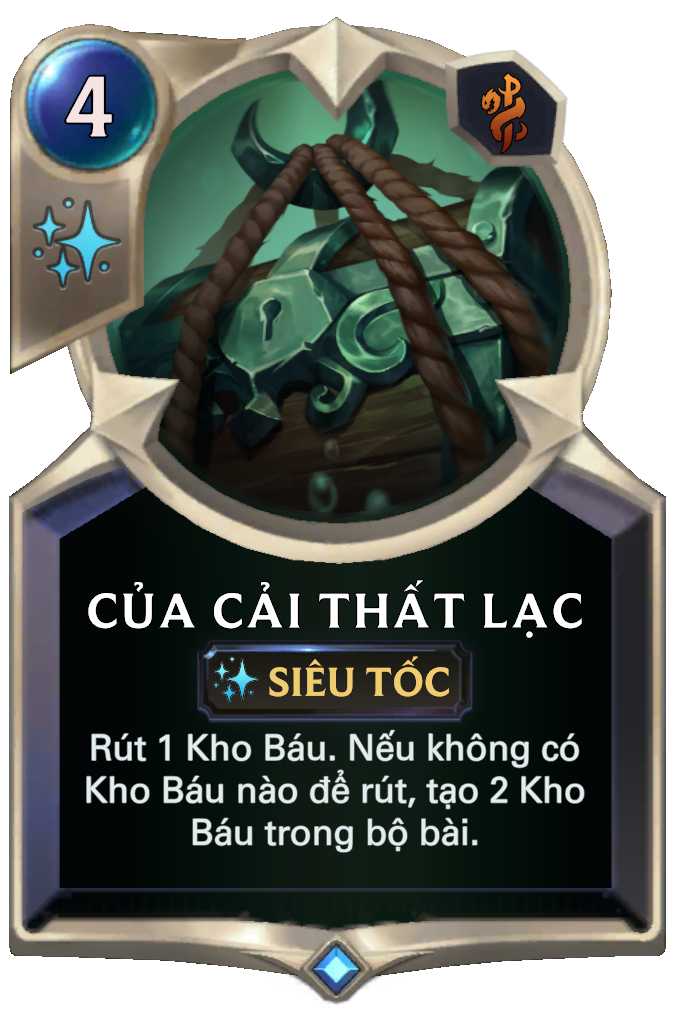 4
CỦA CẢI THẤT LẠC
SIÊU TỐC
Rút 1 Kho Báu. Nếu không có
Kho Báu nào để rút, tạo 2 Kho
Báu trong bộ bài.